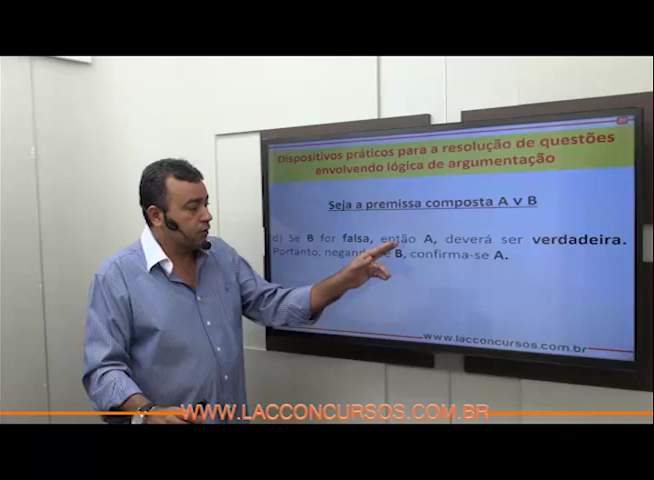 Dispositivos práticos para a resolução de questões
envolvendo lógica de argumentação
Seja a premissa composta A v B
d) Se B for falsa, então A, deverá ser verdadeira.
Portanto, negando B, confirma-se A.
www.lacconcursos.com.br
WWW.LACCONCURSOS.COM.BR